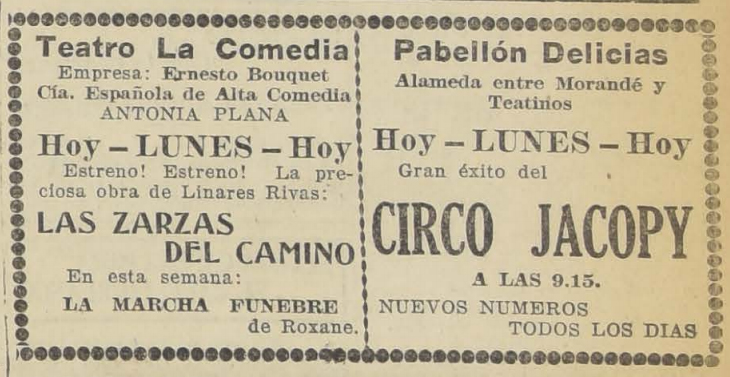 Teatro La Comedia
Empresa: Ernesto Bouquet
Cía. Española de Alta Comedia
ANTONIA PLANA
Hoy — LUNES — Hoy
Estreno! Estreno! La pre-
ciosa obra de Linares Rivas:
LAS ZARZAS
DEL CAMINO
En esta semana:
LA MARCHA FUNEBRE
de Roxane.
Pabellón Delicias
Alameda entre Morandé y
Teatinos
Hoy — LUNES — Hoy
Gran éxito del
CIRCO JACOPY
A LAS 9.15.
NUEVOS NUMEROS
TODOS LOS DIAS